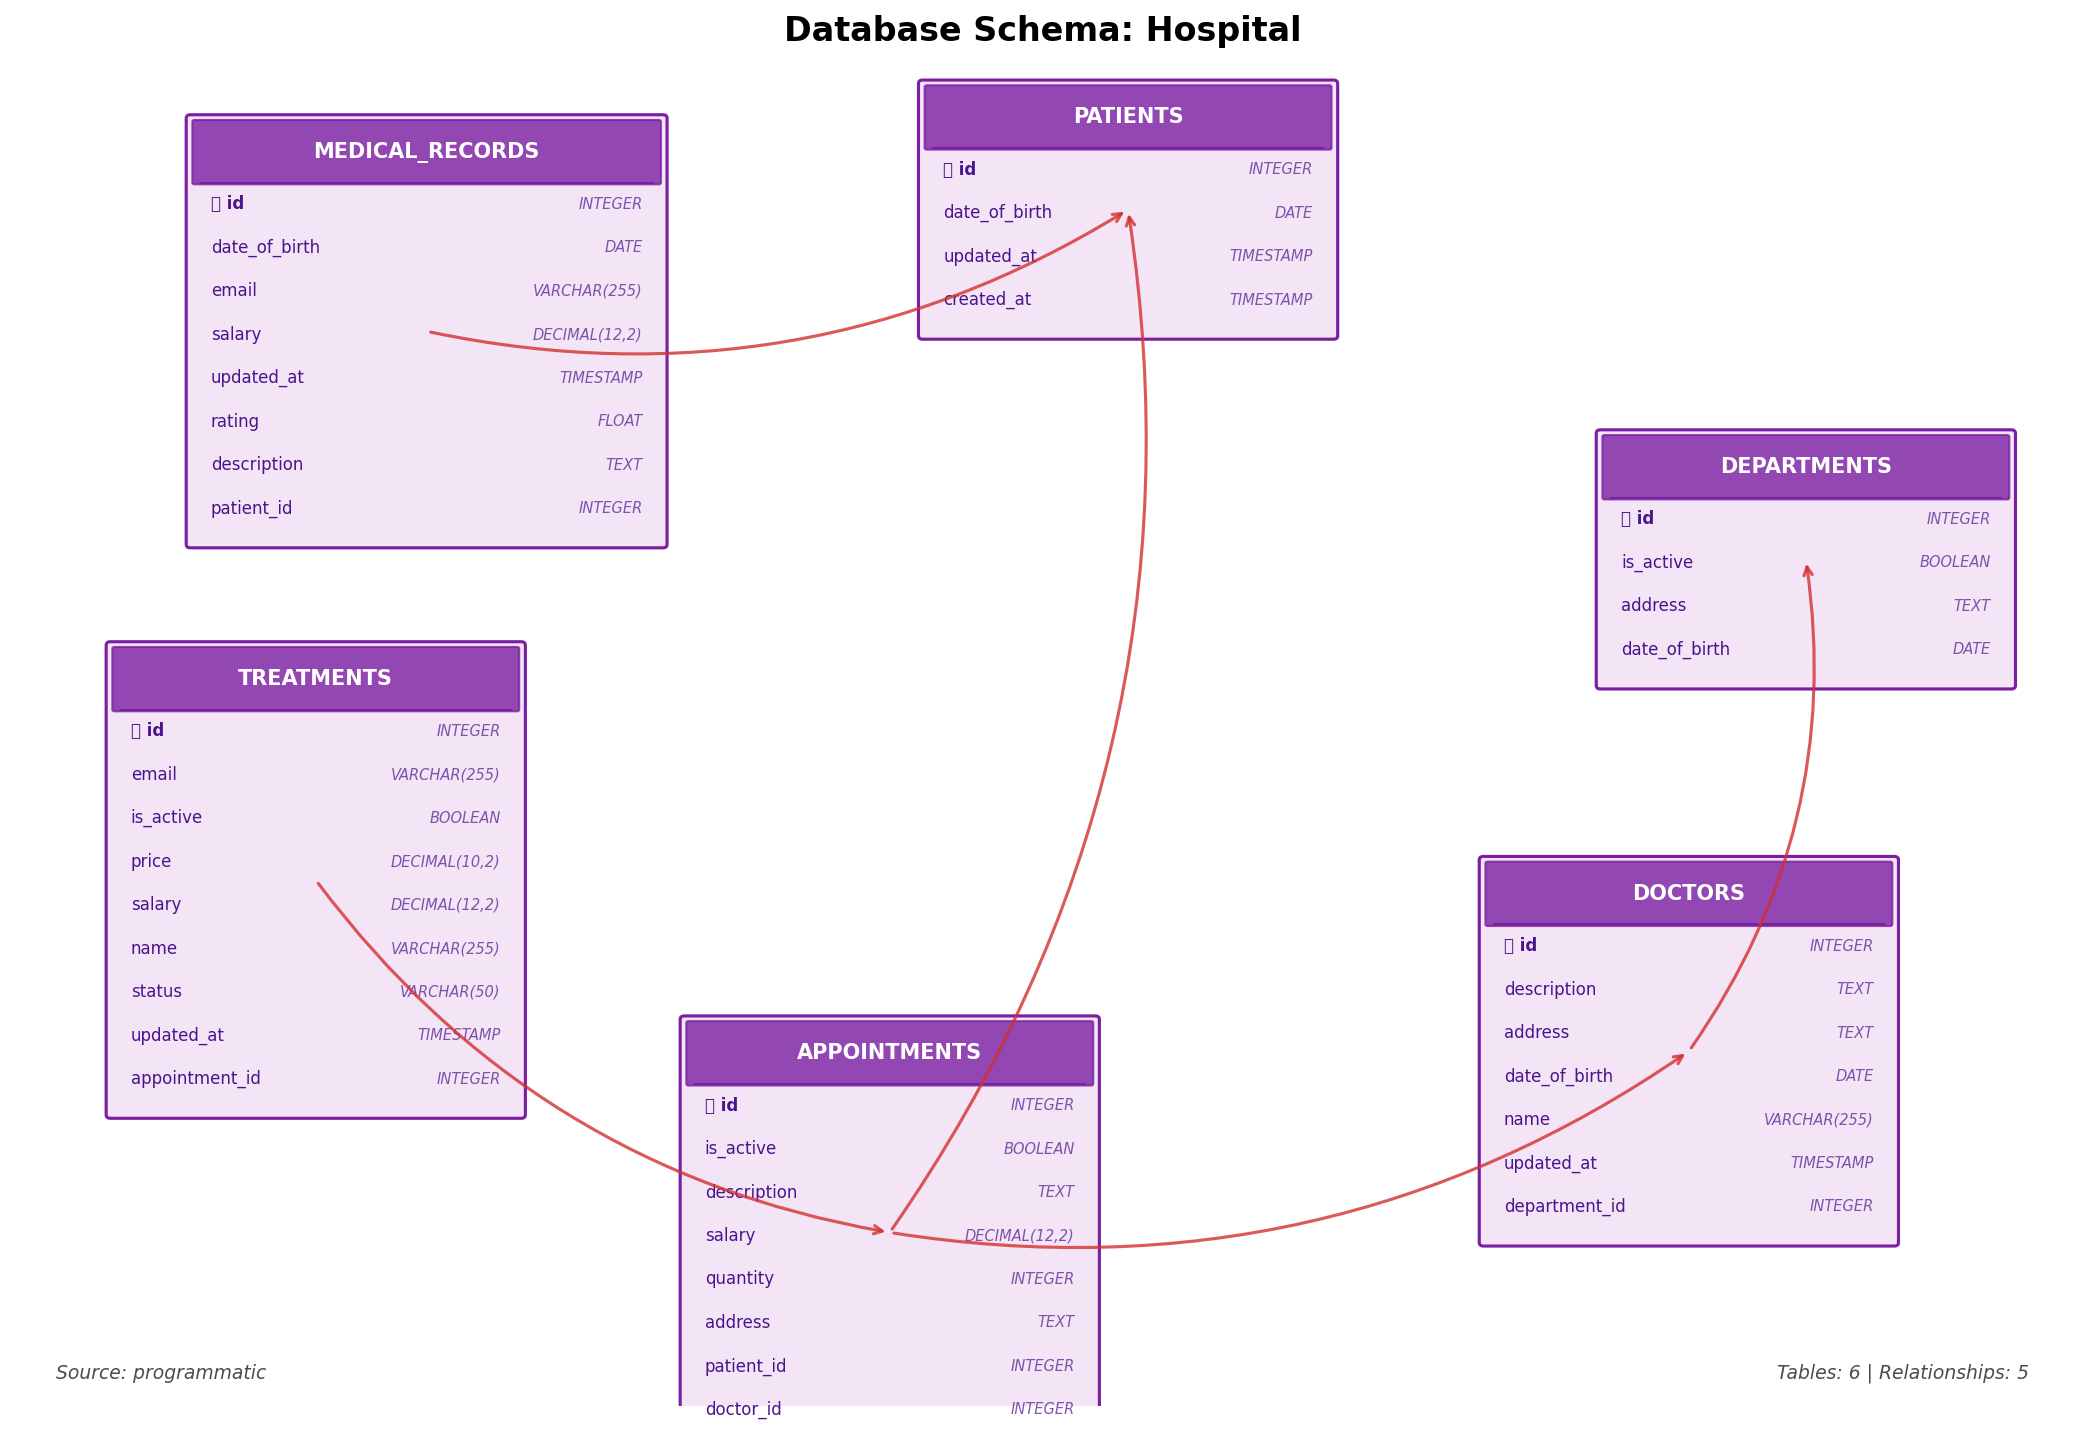 Database Schema: Hospital
MEDICAL_RECORDS
id INTEGER
date_of_birth DATE
email VARCHAR(255)
salary DECIMAL(12,2)
updated_at TIMESTAMP
rating FLOAT
description TEXT
patient_id INTEGER
PATIENTS
id INTEGER
date_of_birth DATE
updated_at TIMESTAMP
created_at TIMESTAMP
DEPARTMENTS
id INTEGER
is_active BOOLEAN
address TEXT
date_of_birth DATE
TREATMENTS
id INTEGER
email VARCHAR(255)
is_active BOOLEAN
price DECIMAL(10,2)
salary DECIMAL(12,2)
name VARCHAR(255)
status VARCHAR(50)
updated_at TIMESTAMP
appointment_id INTEGER
DOCTORS
id INTEGER
description TEXT
address TEXT
date_of_birth DATE
name VARCHAR(255)
updated_at TIMESTAMP
department_id INTEGER
APPOINTMENTS
id INTEGER
is_active BOOLEAN
description TEXT
salary DECIMAL(12,2)
quantity INTEGER
address TEXT
patient_id INTEGER
doctor_id INTEGER
Source: programmatic
Tables: 6 | Relationships: 5